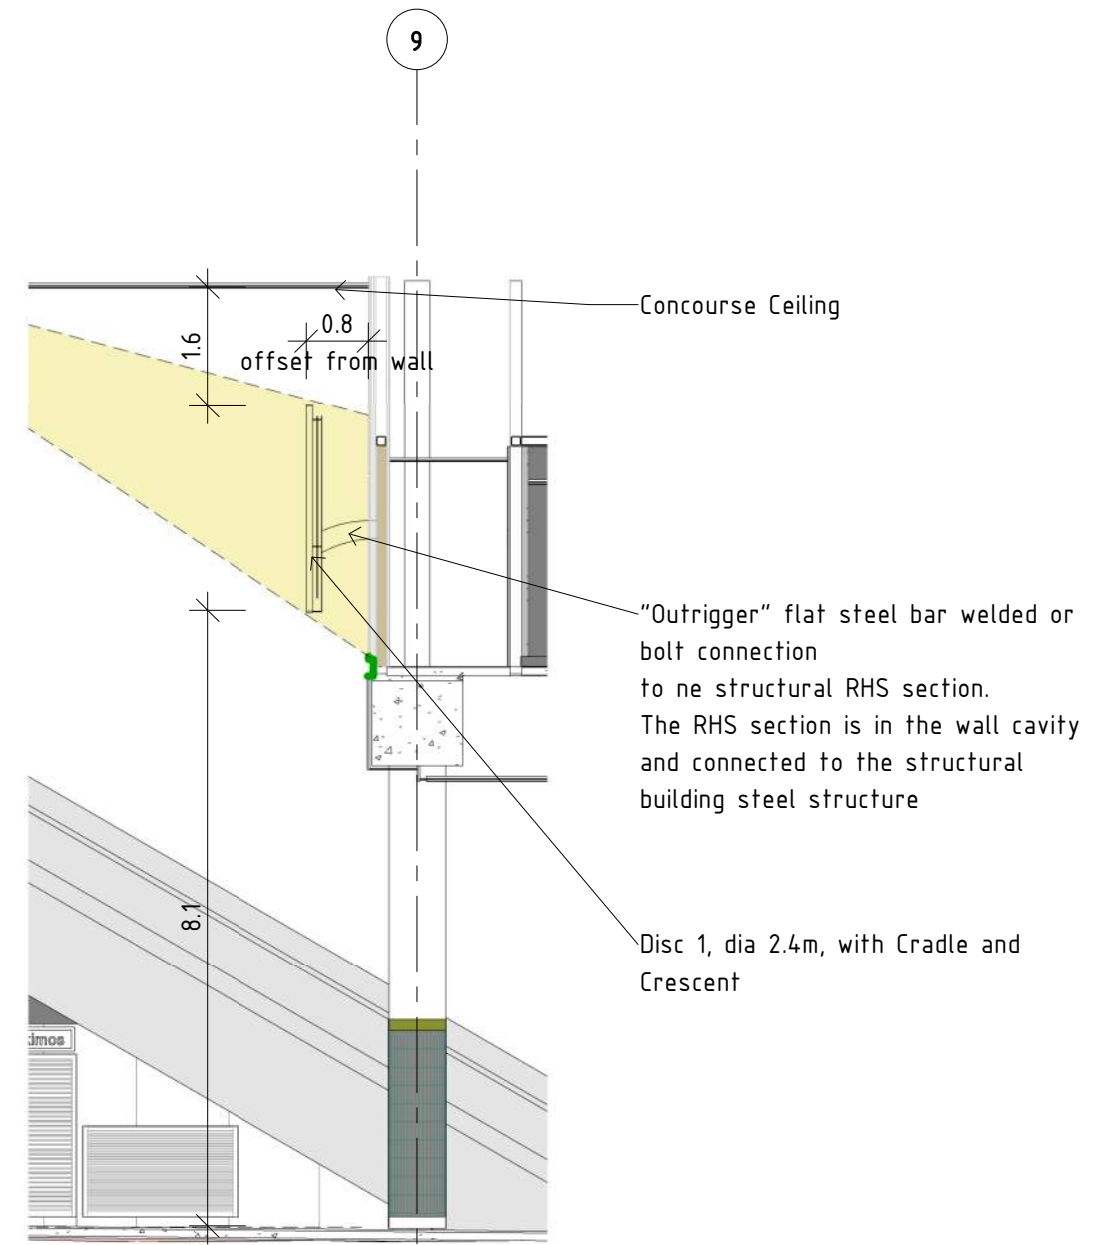 9
Concourse Ceiling
0.8
1.6
offset from wall
"Outrigger" flat steel bar welded or
bolt connection
to ne structural RHS section.
The RHS section is in the wall cavity
and connected to the structural
building steel structure
8.1
Disc 1, dia 2.4m, with Cradle and
Crescent
kimos